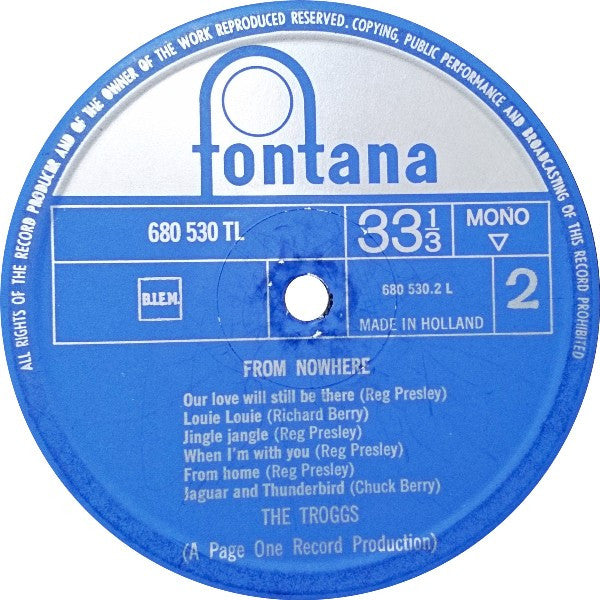 ALL RIGHTS OF THE RECORD PRODUCER AND OF THE OWNER OF THE WORK REPRODUCED RESERVED. COPYING, PUBLIC PERFORMANCE AND BROADCASTING OF THIS RECORD PROHIBITED
fontana
680 530 TL
33 1/3
MONO
B.I.E.M.
680 530.2 L
2
MADE IN HOLLAND
FROM NOWHERE
Our love will still be there (Reg Presley)
Louie Louie (Richard Berry)
Jingle jangle (Reg Presley)
When I'm with you (Reg Presley)
From home (Reg Presley)
Jaguar and Thunderbird (Chuck Berry)
THE TROGGS
(A Page One Record Production)